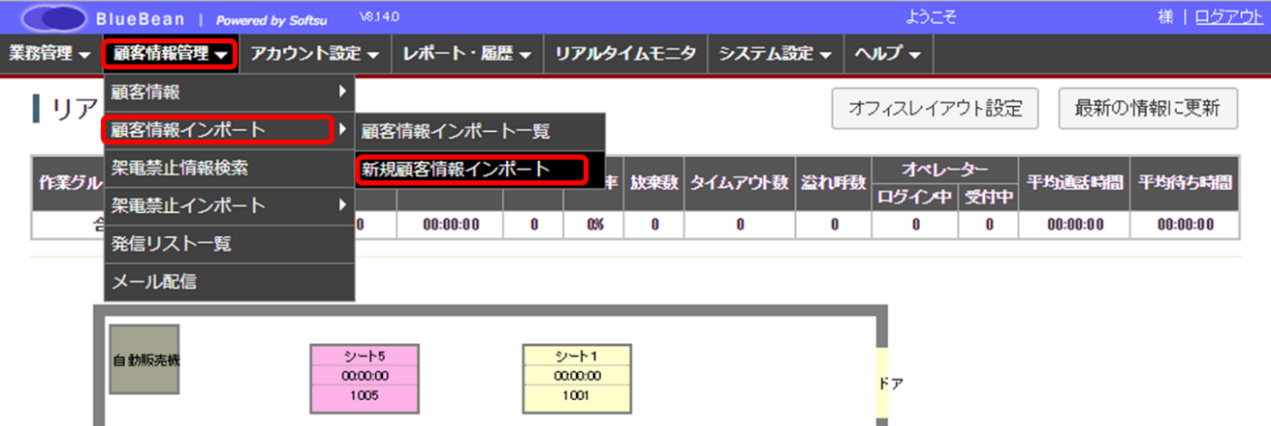 BlueBean | Powered by Softsu V8.14.0 ようこそ 様 | ログアウト
業務管理 顧客情報管理 アカウント設定 レポート・履歴 リアルタイムモニタ システム設定 ヘルプ
リア
オフィスレイアウト設定 最新の情報に更新
顧客情報
顧客情報インポート
架電禁止情報検索
架電禁止インポート
発信リスト一覧
メール配信
顧客情報インポート一覧
新規顧客情報インポート
作業グル 率 放棄数 タイムアウト数 溢れ呼数 オペレーター 平均通話時間 平均待ち時間
ログイン中 受付中
0 00:00:00 0 0% 0 0 0 0 0 00:00:00 00:00:00
自動販売機
シート5
00:00:00
1005
シート1
00:00:00
1001
ドア